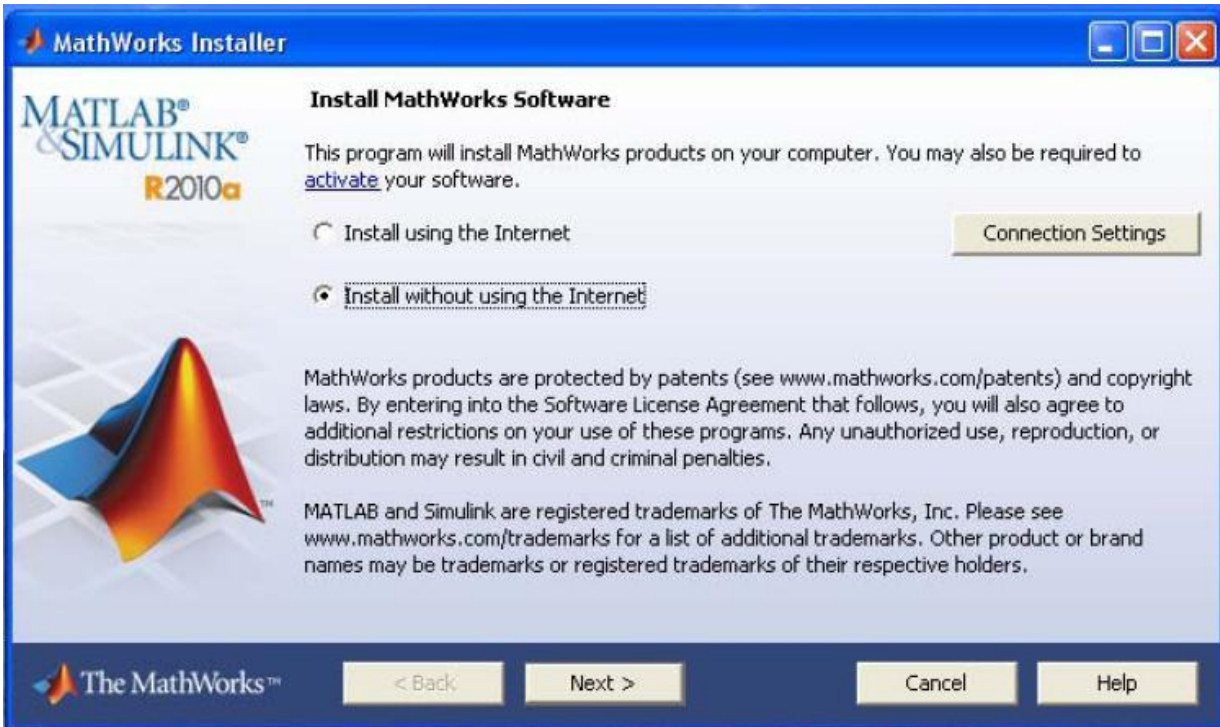 MathWorks Installer
MATLAB®
&SIMULINK®
R2010a
Install MathWorks Software
This program will install MathWorks products on your computer. You may also be required to
activate your software.
Install using the Internet
Connection Settings
Install without using the Internet
MathWorks products are protected by patents (see www.mathworks.com/patents) and copyright
laws. By entering into the Software License Agreement that follows, you will also agree to
additional restrictions on your use of these programs. Any unauthorized use, reproduction, or
distribution may result in civil and criminal penalties.
TM
MATLAB and Simulink are registered trademarks of The MathWorks, Inc. Please see
www.mathworks.com/trademarks for a list of additional trademarks. Other product or brand
names may be trademarks or registered trademarks of their respective holders.
The MathWorks™
< Back
Next >
Cancel
Help